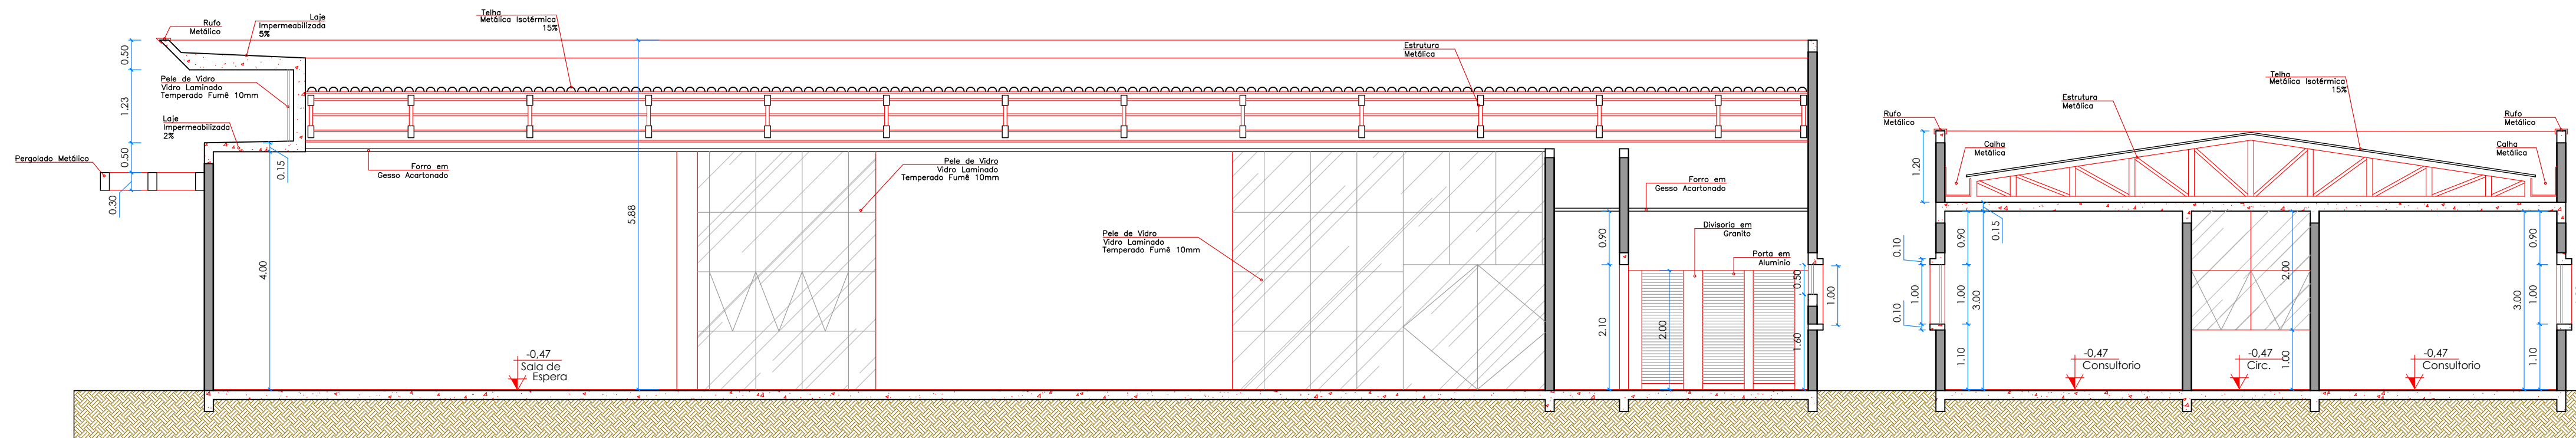 Rufo
Metálico
Laje
Impermeabilizada
5%
Telha
Metálica Isotérmica
15%
Estrutura
Metálica
0.50
1.23
0.50
0.30
Pele de Vidro
Vidro Laminado
Temperado Fumê 10mm
Laje
Impermeabilizada
2%
Pergolado Metálico
0.15
4.00
Forro em
Gesso Acartonado
5.88
Pele de Vidro
Vidro Laminado
Temperado Fumê 10mm
Pele de Vidro
Vidro Laminado
Temperado Fumê 10mm
-0,47
Sala de
Espera
Forro em
Gesso Acartonado
Divisoria em
Granito
Porta em
Alumínio
0.90
2.10
2.00
0.50
1.60
1.00
Rufo
Metálico
Estrutura
Metálica
Telha
Metálica Isotérmica
15%
Rufo
Metálico
Calha
Metálica
Calha
Metálica
1.20
0.15
0.10
1.00
0.10
0.90
1.00
1.10
3.00
2.00
1.00
3.00
0.90
1.00
1.10
-0,47
Consultorio
-0,47
Circ.
-0,47
Consultorio